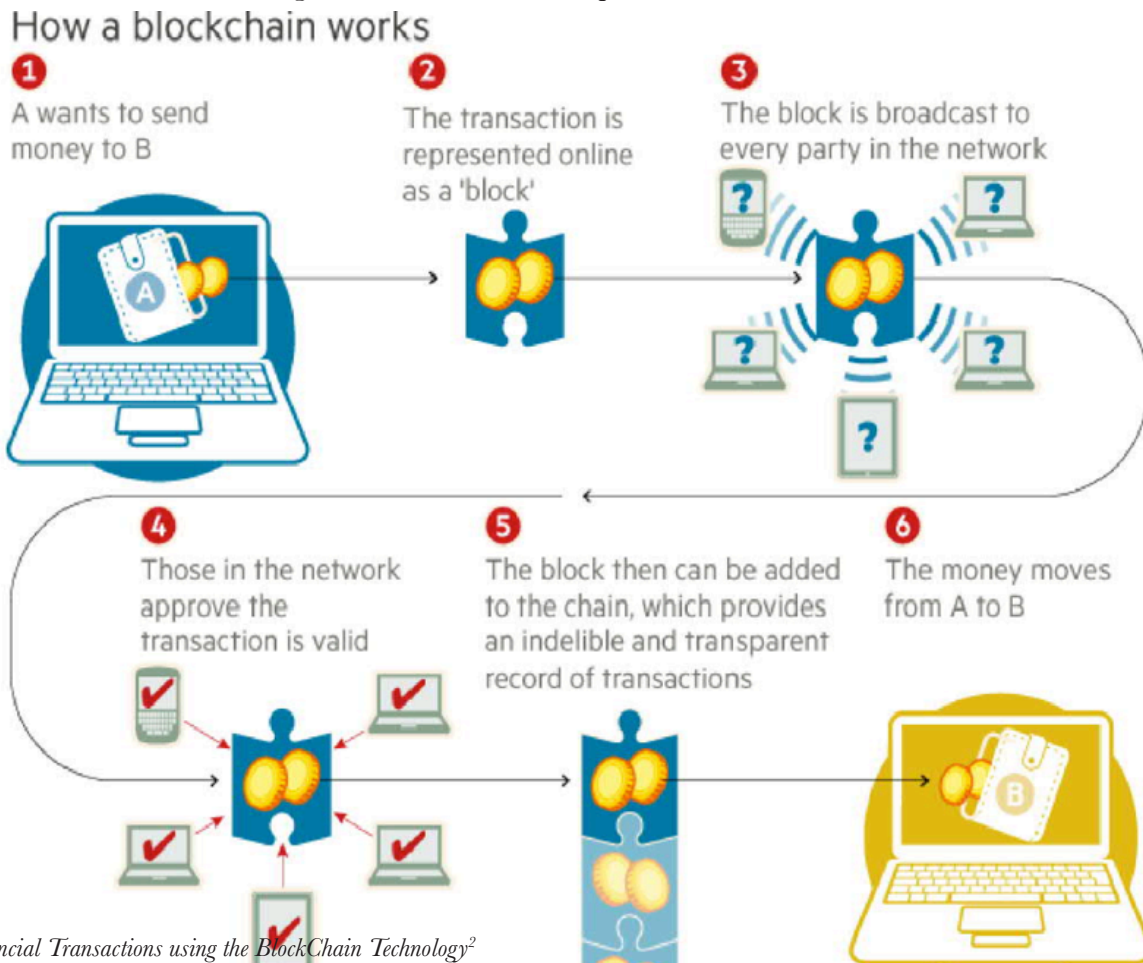 How a blockchain works
1
A wants to send
money to B
2
The transaction is
represented online
as a 'block'
3
The block is broadcast to
every party in the network
A
?
?
?
?
?
4
Those in the network
approve the
transaction is valid
5
The block then can be added
to the chain, which provides
an indelible and transparent
record of transactions
6
The money moves
from A to B
B
ncial Transactions using the BlockChain Technology2